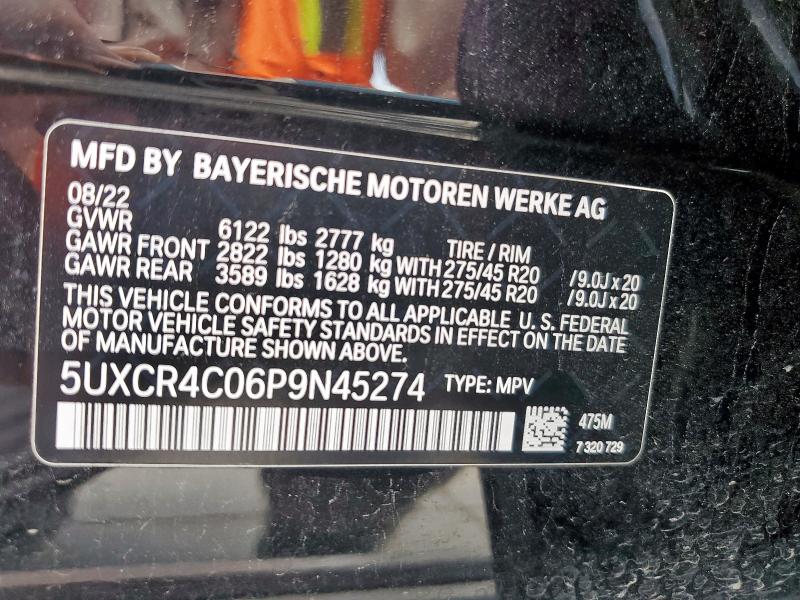 MFD BY BAYERISCHE MOTOREN WERKE AG
08/22
GVWR 6122 lbs 2777 kg TIRE / RIM
GAWR FRONT 2822 lbs 1280 kg WITH 275/45 R20 /9.0J x 20
GAWR REAR 3589 lbs 1628 kg WITH 275/45 R20 /9.0J x 20
THIS VEHICLE CONFORMS TO ALL APPLICABLE U. S. FEDERAL
MOTOR VEHICLE SAFETY STANDARDS IN EFFECT ON THE DATE
OF MANUFACTURE SHOWN ABOVE.
5UXCR4C06P9N45274 TYPE: MPV
475M
7 320 729